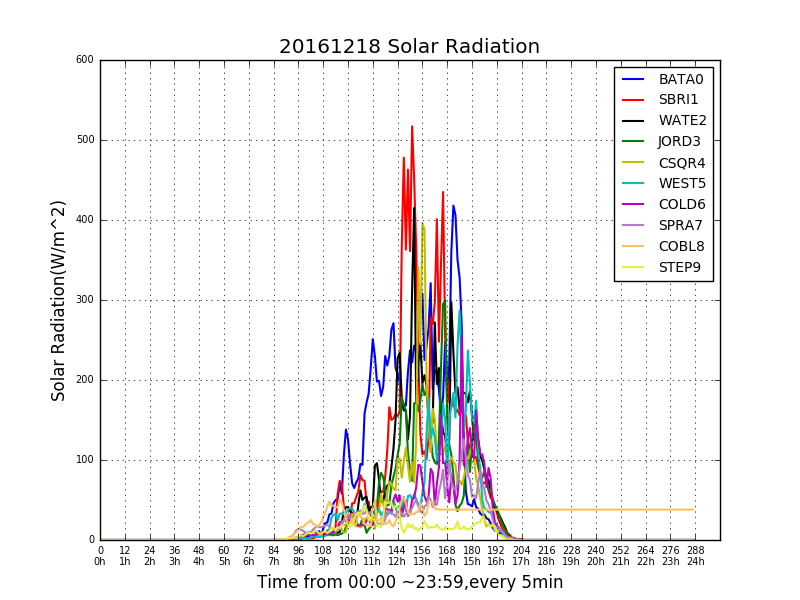 20161218 Solar Radiation
600
500
400
300
200
100
0
Solar Radiation(W/m^2)
BATA0
SBRI1
WATE2
JORD3
CSQR4
WEST5
COLD6
SPRA7
COBL8
STEP9
0 12 24 36 48 60 72 84 96 108 120 132 144 156 168 180 192 204 216 228 240 252 264 276 288
0h 1h 2h 3h 4h 5h 6h 7h 8h 9h 10h 11h 12h 13h 14h 15h 16h 17h 18h 19h 20h 21h 22h 23h 24h
Time from 00:00 ~23:59,every 5min